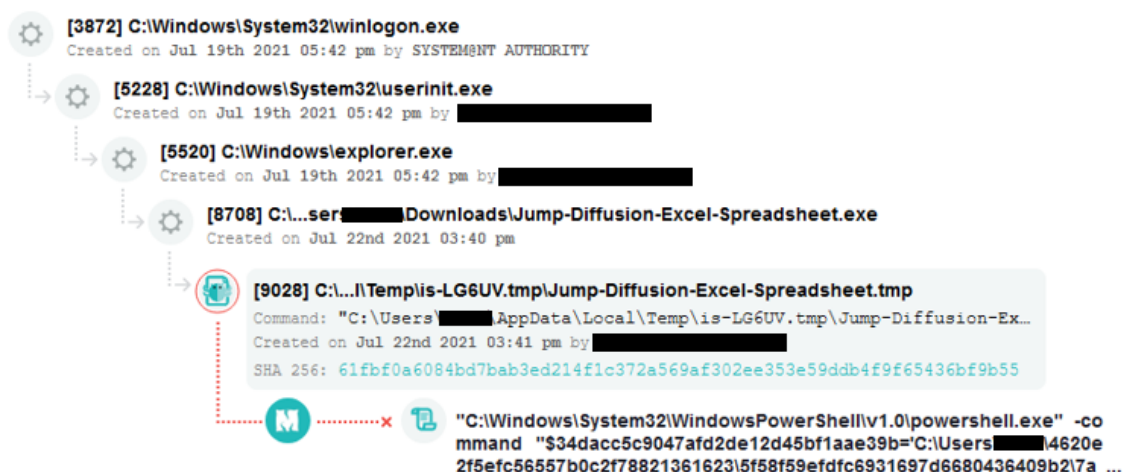 [3872] C:\Windows\System32\winlogon.exe
Created on Jul 19th 2021 05:42 pm by SYSTEM@NT AUTHORITY
[5228] C:\Windows\System32\userinit.exe
Created on Jul 19th 2021 05:42 pm by
[5520] C:\Windows\explorer.exe
Created on Jul 19th 2021 05:42 pm by
[8708] C:\...sers \Downloads\Jump-Diffusion-Excel-Spreadsheet.exe
Created on Jul 22nd 2021 03:40 pm
[9028] C:\...l\Temp\is-LG6UV.tmp\Jump-Diffusion-Excel-Spreadsheet.tmp
Command: "C:\Users\ \AppData\Local\Temp\is-LG6UV.tmp\Jump-Diffusion-Ex…
Created on Jul 22nd 2021 03:41 pm by
SHA 256: 61fbf0a6084bd7bab3ed214f1c372a569af302ee353e59ddb4f9f65436bf9b55
"C:\Windows\System32\WindowsPowerShell\v1.0\powershell.exe" -co
mmand "$34dacc5c9047afd2de12d45bf1aae39b='C:\Users \4620e
2f5efc56557b0c2f78821361623\5f58f59efdfc6931697d6680436409b2\7a ...